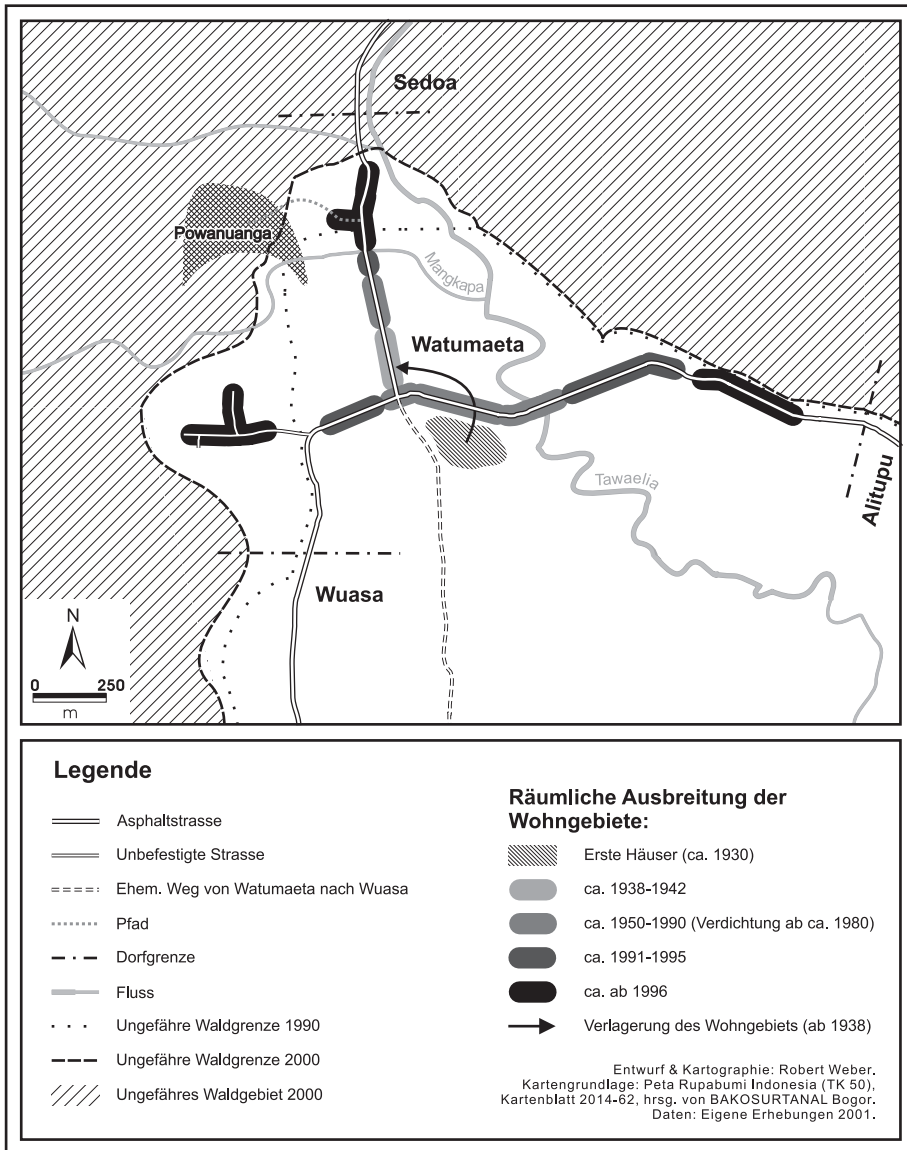 Sedoa
Powanuanga
Mangkapa
Watumaeta
Tawaelia
Alitupu
Wuasa
N
0 250
m
Legende
Asphaltstrasse
Unbefestigte Strasse
Ehem. Weg von Watumaeta nach Wuasa
Pfad
Dorfgrenze
Fluss
Ungefähre Waldgrenze 1990
Ungefähre Waldgrenze 2000
Ungefähres Waldgebiet 2000
Räumliche Ausbreitung der
Wohngebiete:
Erste Häuser (ca. 1930)
ca. 1938-1942
ca. 1950-1990 (Verdichtung ab ca. 1980)
ca. 1991-1995
ca. ab 1996
Verlagerung des Wohngebiets (ab 1938)
Entwurf & Kartographie: Robert Weber.
Kartengrundlage: Peta Rupabumi Indonesia (TK 50),
Kartenblatt 2014-62, hrsg. von BAKOSURTANAL Bogor.
Daten: Eigene Erhebungen 2001.